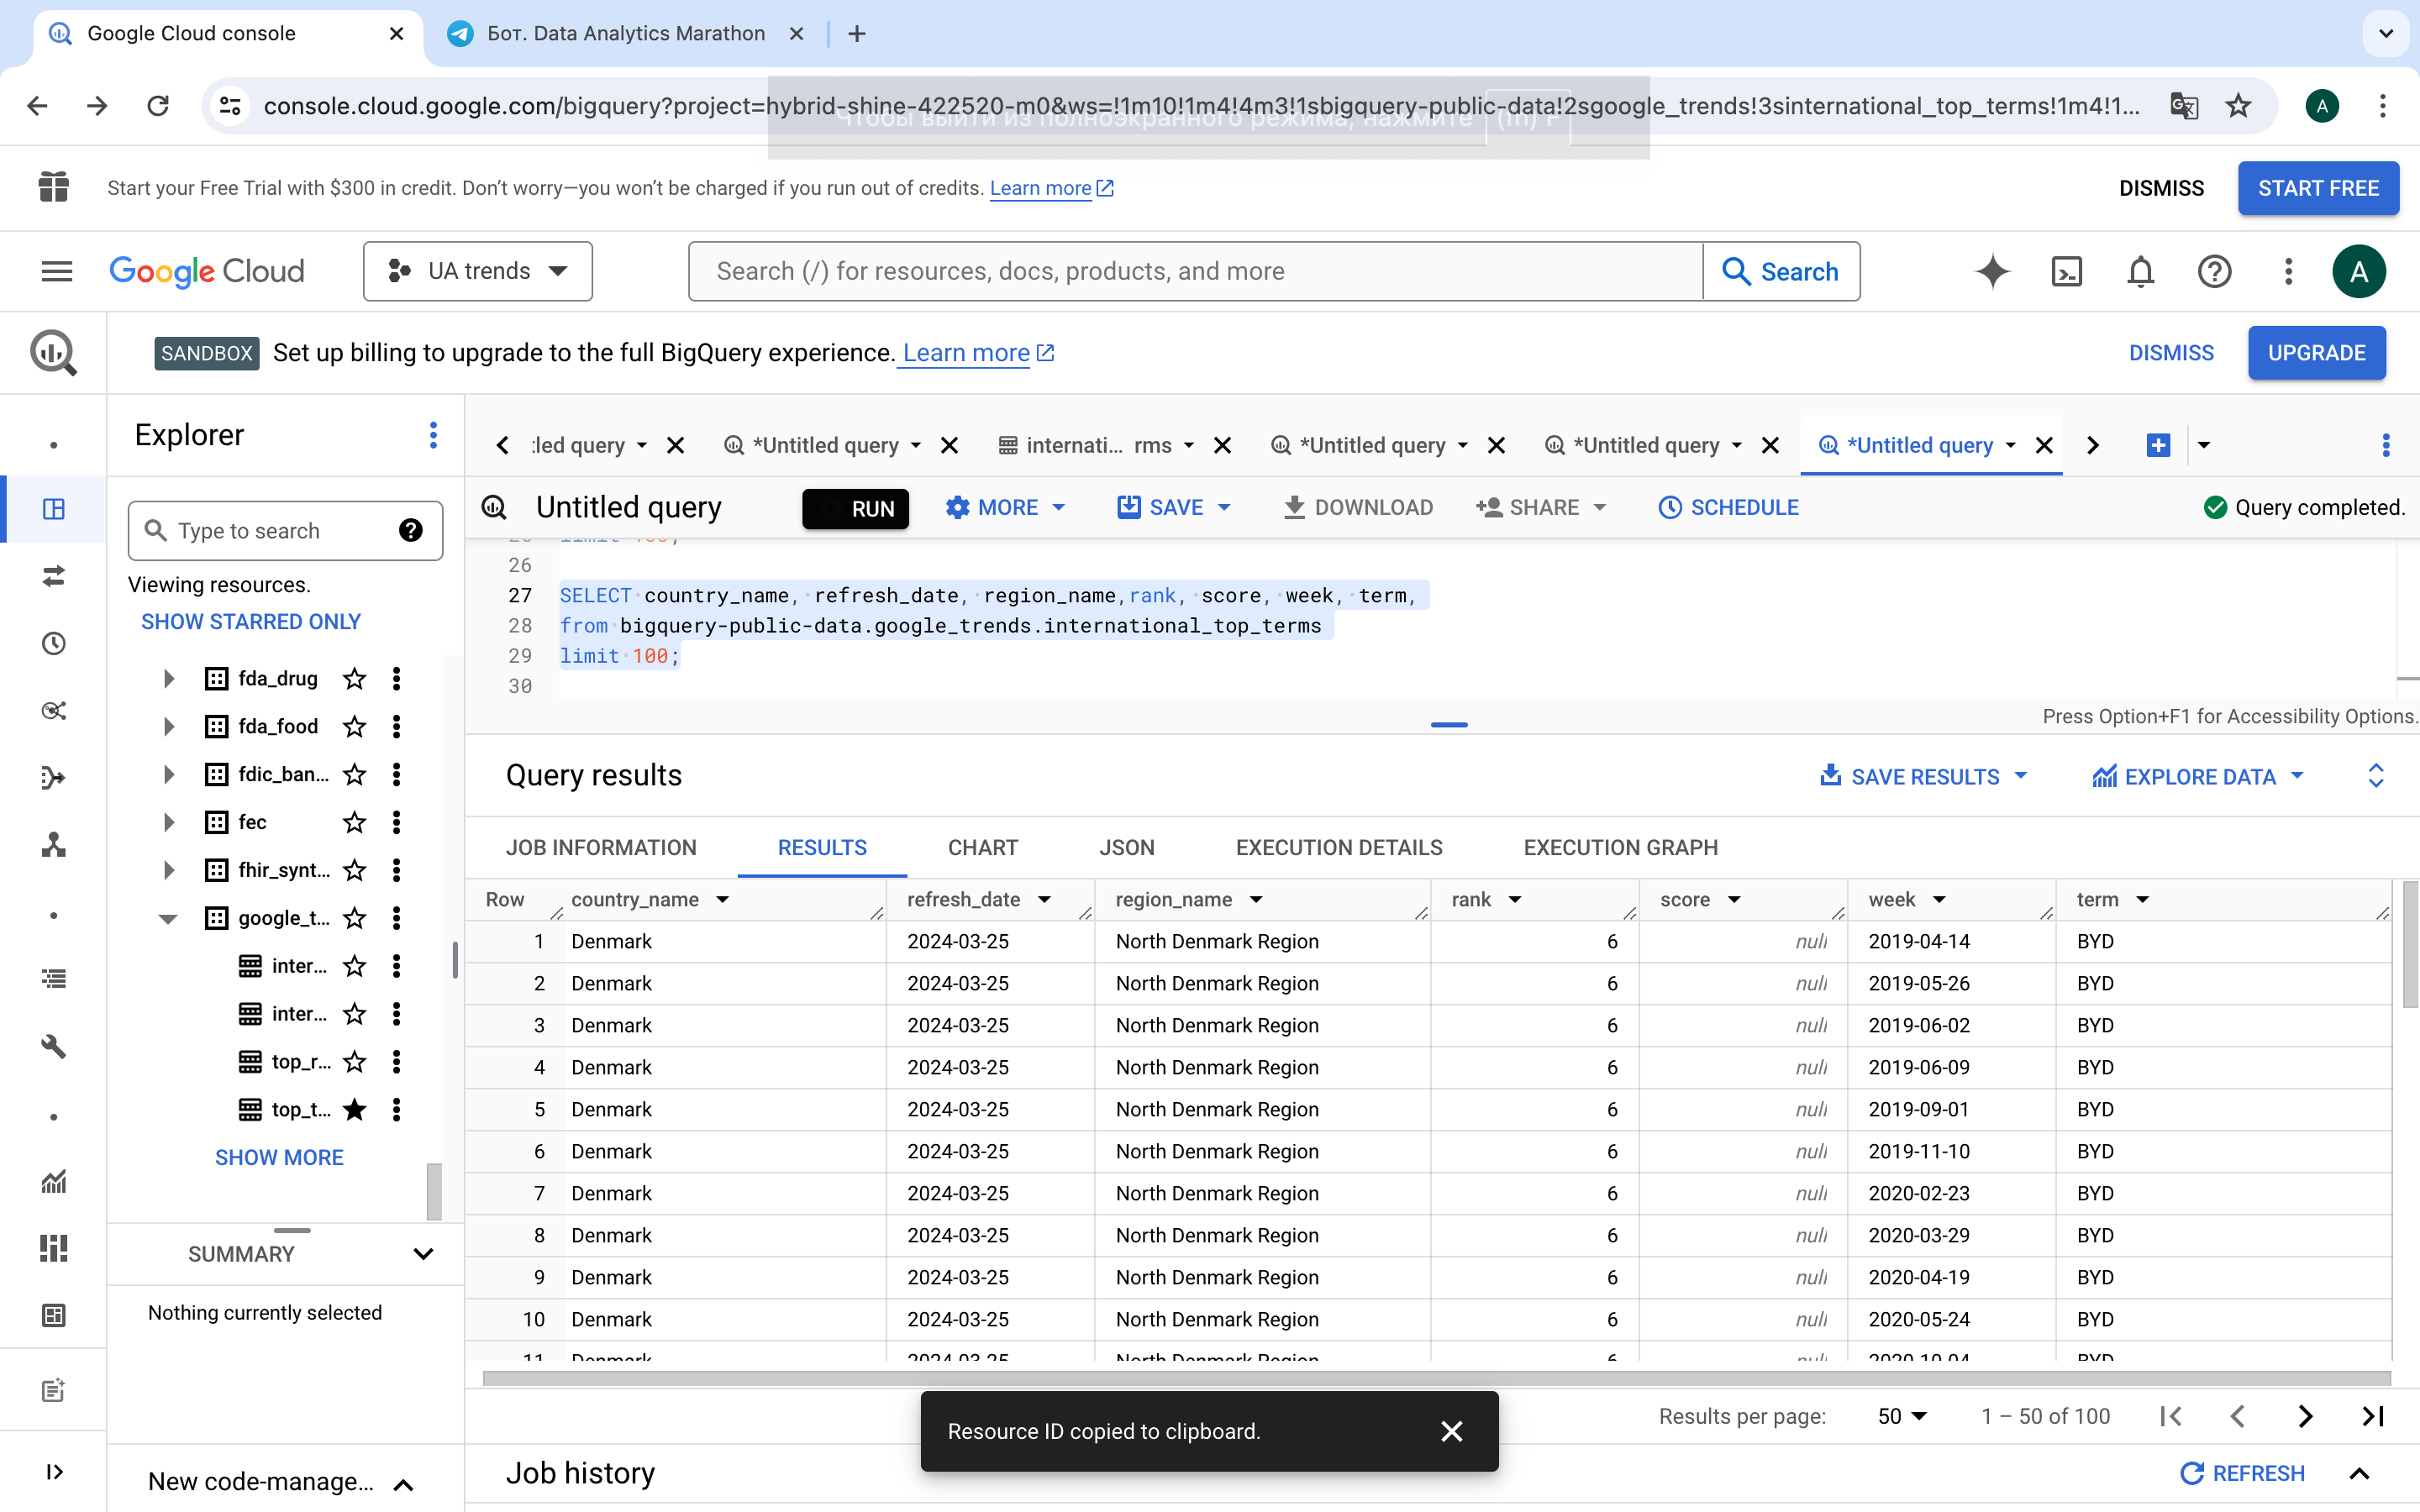 Google Cloud console
Бот. Data Analytics Marathon
console.cloud.google.com/bigquery?project=hybrid-shine-422520-m0&ws=!1m10!1m4!4m3!1sbigquery-public-data!2sgoogle_trends!3sinternational_top_terms!1m4!1...
A
Чтобы выйти из полноэкранного режима, нажмите (fn) F
Start your Free Trial with $300 in credit. Don't worry—you won't be charged if you run out of credits. Learn more
DISMISS
START FREE
Google Cloud
UA trends
Search (/) for resources, docs, products, and more
Search
A
SANDBOX Set up billing to upgrade to the full BigQuery experience. Learn more
DISMISS
UPGRADE
Explorer
:led query
*Untitled query
internati... rms
*Untitled query
*Untitled query
*Untitled query
Type to search
Viewing resources.
SHOW STARRED ONLY
fda_drug
fda_food
fdic_ban...
fec
fhir_synt...
google_t...
inter...
inter...
top_r...
top_t...
SHOW MORE
SUMMARY
Nothing currently selected
New code-manage...
Untitled query
RUN
MORE
SAVE
DOWNLOAD
SHARE
SCHEDULE
Query completed.
limit 100;
26
27 SELECT country_name, refresh_date, region_name,rank, score, week, term,
28 from bigquery-public-data.google_trends.international_top_terms
29 limit 100;
30
Press Option+F1 for Accessibility Options.
Query results
SAVE RESULTS
EXPLORE DATA
JOB INFORMATION RESULTS CHART JSON EXECUTION DETAILS EXECUTION GRAPH
Row country_name refresh_date region_name rank score week term
1 Denmark 2024-03-25 North Denmark Region 6 null 2019-04-14 BYD
2 Denmark 2024-03-25 North Denmark Region 6 null 2019-05-26 BYD
3 Denmark 2024-03-25 North Denmark Region 6 null 2019-06-02 BYD
4 Denmark 2024-03-25 North Denmark Region 6 null 2019-06-09 BYD
5 Denmark 2024-03-25 North Denmark Region 6 null 2019-09-01 BYD
6 Denmark 2024-03-25 North Denmark Region 6 null 2019-11-10 BYD
7 Denmark 2024-03-25 North Denmark Region 6 null 2020-02-23 BYD
8 Denmark 2024-03-25 North Denmark Region 6 null 2020-03-29 BYD
9 Denmark 2024-03-25 North Denmark Region 6 null 2020-04-19 BYD
10 Denmark 2024-03-25 North Denmark Region 6 null 2020-05-24 BYD
11 Denmark 2024-03-25 North Denmark Region 6 null 2020-10-04 BYD
Results per page: 50 1 – 50 of 100
Resource ID copied to clipboard.
Job history
REFRESH